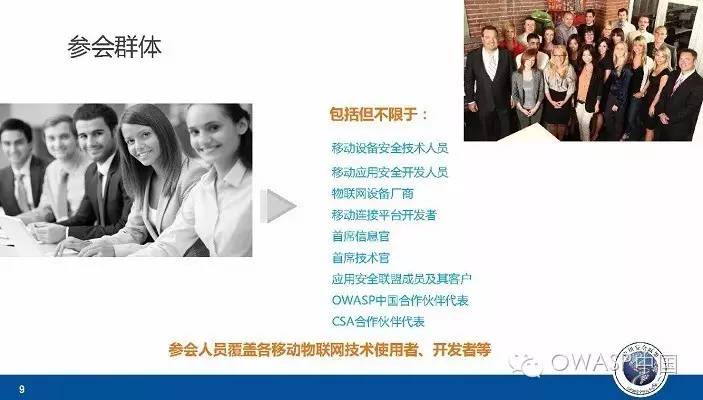 参会群体
包括但不限于：
移动设备安全技术人员
移动应用安全开发人员
物联网设备厂商
移动连接平台开发者
首席信息官
首席技术官
应用安全联盟成员及其客户
OWASP中国合作伙伴代表
CSA合作伙伴代表
参会人员覆盖各移动物联网技术使用者、开发者等
OWASP中国
9